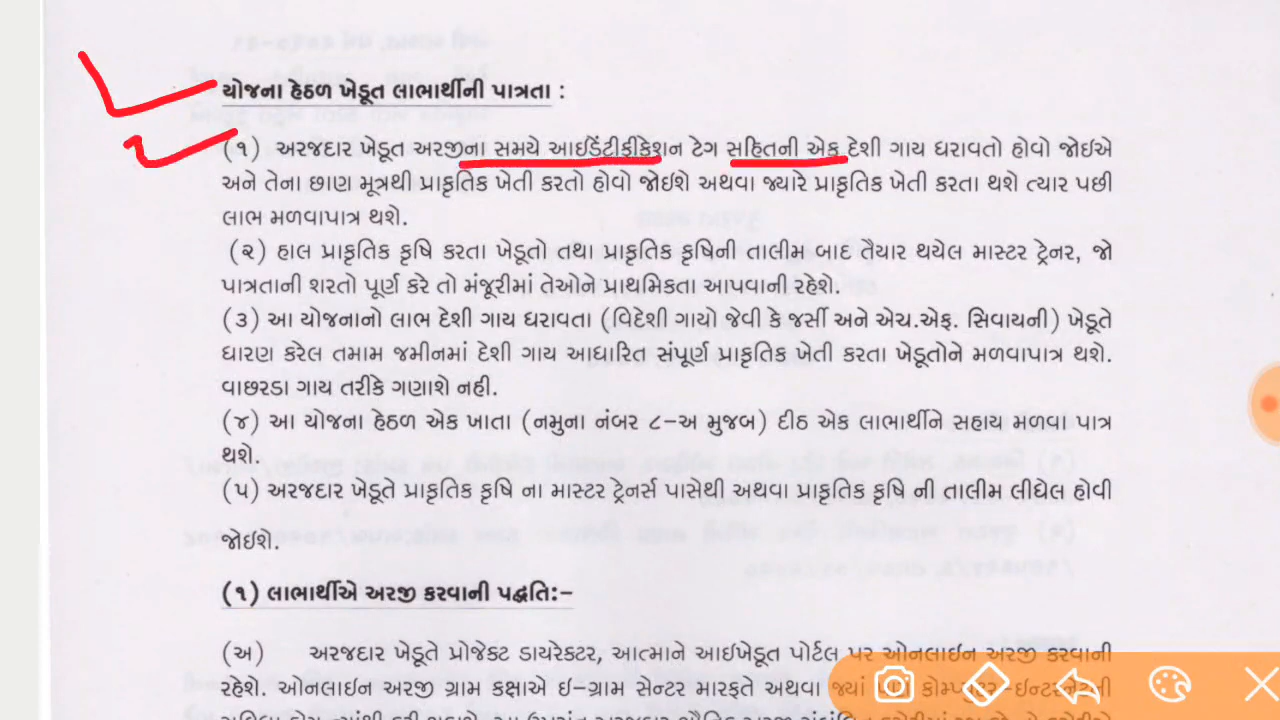 યોજના હેઠળ ખેડૂત લાભાર્થીની પાત્રતા :
(૧) અરજદાર ખેડૂત અરજીના સમયે આઇડેંટીફીકેશન ટેગ સહિતની એક દેશી ગાય ધરાવતો હોવો જોઇએ
અને તેના છાણ મૂત્રથી પ્રાકૃતિક ખેતી કરતો હોવો જોઇશે અથવા જ્યારે પ્રાકૃતિક ખેતી કરતા થશે ત્યાર પછી
લાભ મળવાપાત્ર થશે.
(૨) હાલ પ્રાકૃતિક કૃષિ કરતા ખેડૂતો તથા પ્રાકૃતિક કૃષિની તાલીમ બાદ તૈયાર થયેલ માસ્ટર ટ્રેનર, જો
પાત્રતાની શરતો પૂર્ણ કરે તો મંજૂરીમાં તેઓને પ્રાથમિકતા આપવાની રહેશે.
(૩) આ યોજનાનો લાભ દેશી ગાય ધરાવતા (વિદેશી ગાયો જેવી કે જર્સી અને એચ.એફ. સિવાયની) ખેડૂતે
ધારણ કરેલ તમામ જમીનમાં દેશી ગાય આધારિત સંપૂર્ણ પ્રાકૃતિક ખેતી કરતા ખેડૂતોને મળવાપાત્ર થશે.
વાછરડા ગાય તરીકે ગણાશે નહી.
(૪) આ યોજના હેઠળ એક ખાતા (નમુના નંબર ૮-અ મુજબ) દીઠ એક લાભાર્થીને સહાય મળવા પાત્ર
થશે.
(૫) અરજદાર ખેડૂતે પ્રાકૃતિક કૃષિ ના માસ્ટર ટ્રેનર્સ પાસેથી અથવા પ્રાકૃતિક કૃષિ ની તાલીમ લીધેલ હોવી
જોઇશે.
(૧) લાભાર્થીએ અરજી કરવાની પદ્ધતિ:-
(અ) અરજદાર ખેડૂતે પ્રોજેક્ટ ડાયરેક્ટર, આત્માને આઇખેડૂત પોર્ટલ પર ઓનલાઇન અરજી કરવાની
રહેશે. ઓનલાઇન અરજી ગ્રામ કક્ષાએ ઇ-ગ્રામ સેન્ટર મારફતે અથવા જ્યાં પણ કોમ્પ્યુટર-ઇન્ટરનેટની